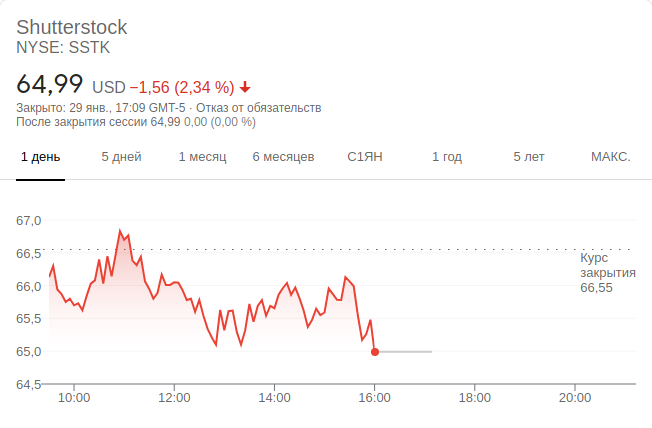 Shutterstock
NYSE: SSTK
64,99 USD −1,56 (2,34 %)
Закрыто: 29 янв., 17:09 GMT-5 · Отказ от обязательств
После закрытия сессии 64,99 0,00 (0,00 %)
1 день 5 дней 1 месяц 6 месяцев С1ЯН 1 год 5 лет МАКС.
67,0
66,5
Курс
закрытия
66,55
66,0
65,5
65,0
64,5
10:00 12:00 14:00 16:00 18:00 20:00